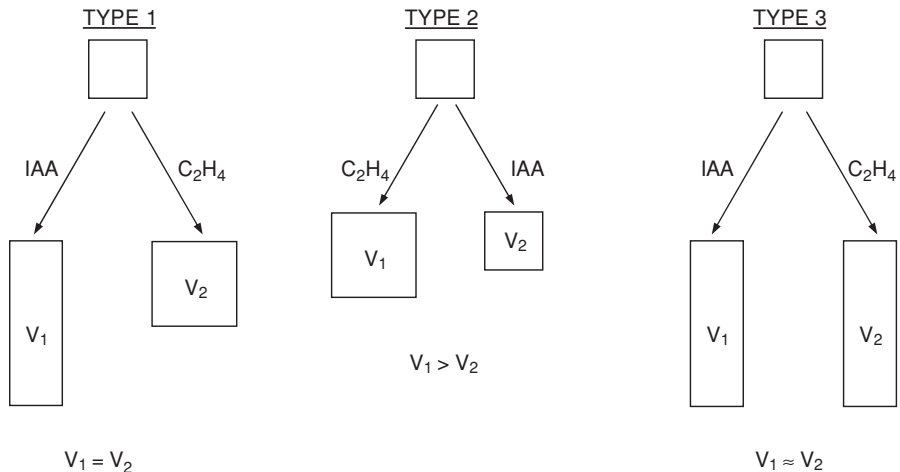 TYPE 1
IAA
C₂H₄
V₁
V₂
V₁ = V₂
TYPE 2
C₂H₄
IAA
V₁
V₂
V₁ > V₂
TYPE 3
IAA
C₂H₄
V₁
V₂
V₁ ≈ V₂